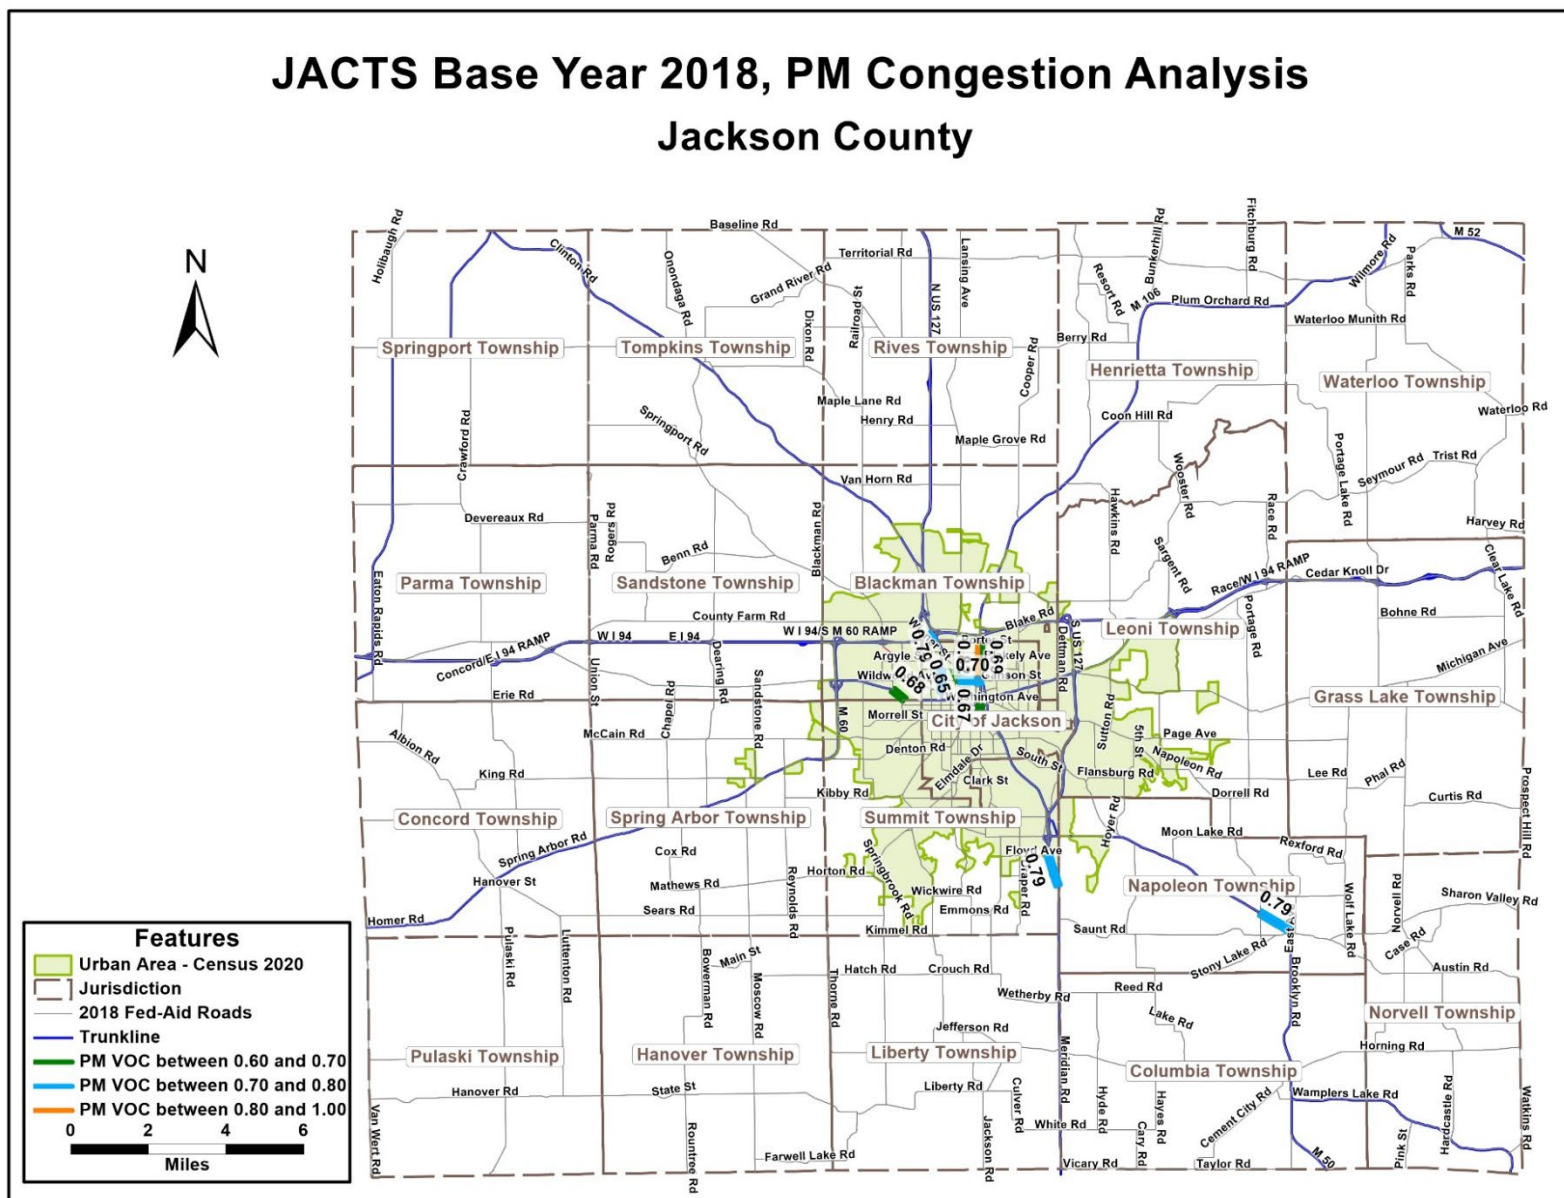 JACTS Base Year 2018, PM Congestion Analysis
Jackson County
N
Holibaugh Rd
Clinton Rd
Onondaga Rd
Baseline Rd
Grand River Rd
Dixon Rd
Railroad St
Territorial Rd
N US 127
Lansing Ave
Cooper Rd
Resort Rd
Bunkerhill Rd
Fitchburg Rd
M 106
Plum Orchard Rd
Wilmore Rd
Parks Rd
M 52
Waterloo Munith Rd
Berry Rd
Springport Township
Tompkins Township
Rives Township
Henrietta Township
Waterloo Township
Crawford Rd
Springport Rd
Maple Lane Rd
Henry Rd
Maple Grove Rd
Coon Hill Rd
Waterloo Rd
Portage Lake Rd
Seymour Rd
Trist Rd
Van Horn Rd
Wooster Rd
Hawkins Rd
Race Rd
Harvey Rd
Devereaux Rd
Parma Rd
Rogers Rd
Benn Rd
Blackman Rd
Sargent Rd
Race/W I 94 RAMP
Cedar Knoll Dr
Clear Lake Rd
Parma Township
Sandstone Township
Blackman Township
Leoni Township
Grass Lake Township
Eaton Rapids Rd
County Farm Rd
Blake Rd
Bohne Rd
Portage Rd
Michigan Ave
Concord/E I 94 RAMP
W I 94
E I 94
W I 94/S M 60 RAMP
Dettman Rd
S US 127
0.79
0.65
0.70
0.69
0.68
0.67
Union St
Dearing Rd
Chapel Rd
Sandstone Rd
Erie Rd
M 60
Morrell St
City of Jackson
Sutton Rd
5th St
Page Ave
McCain Rd
Albion Rd
King Rd
Denton Rd
Elmdale Dr
South St
Clark St
Flansburg Rd
Napoleon Rd
Dorrell Rd
Lee Rd
Phal Rd
Curtis Rd
Prospect Hill Rd
Kibby Rd
Hoyer Rd
Concord Township
Spring Arbor Township
Summit Township
Napoleon Township
Moon Lake Rd
Rexford Rd
Spring Arbor Rd
Cox Rd
Floyd Ave
Hanover St
Mathews Rd
Reynolds Rd
Horton Rd
Springbrook Rd
Wickwire Rd
0.79
0.79
Wolf Lake Rd
Norvell Rd
Sharon Valley Rd
Homer Rd
Sears Rd
Emmons Rd
Kimmel Rd
Saunt Rd
Case Rd
Pulaski Rd
Luttenton Rd
Bowerman Rd
Main St
Moscow Rd
Thorne Rd
Hatch Rd
Crouch Rd
Stony Lake Rd
Brooklyn Rd
Austin Rd
Wetherby Rd
Reed Rd
Lake Rd
Jefferson Rd
Norvell Township
Pulaski Township
Hanover Township
Liberty Township
Columbia Township
Meridian Rd
Horning Rd
Hanover Rd
State St
Liberty Rd
Culver Rd
Hyde Rd
Hayes Rd
Cement City Rd
Wamplers Lake Rd
Hardcastle Rd
Watkins Rd
Van Wert Rd
Rountree Rd
Farwell Lake Rd
Jackson Rd
White Rd
Cary Rd
Vicary Rd
Taylor Rd
M 50
Pink St
Features
Urban Area - Census 2020
Jurisdiction
2018 Fed-Aid Roads
Trunkline
PM VOC between 0.60 and 0.70
PM VOC between 0.70 and 0.80
PM VOC between 0.80 and 1.00
0 2 4 6
Miles